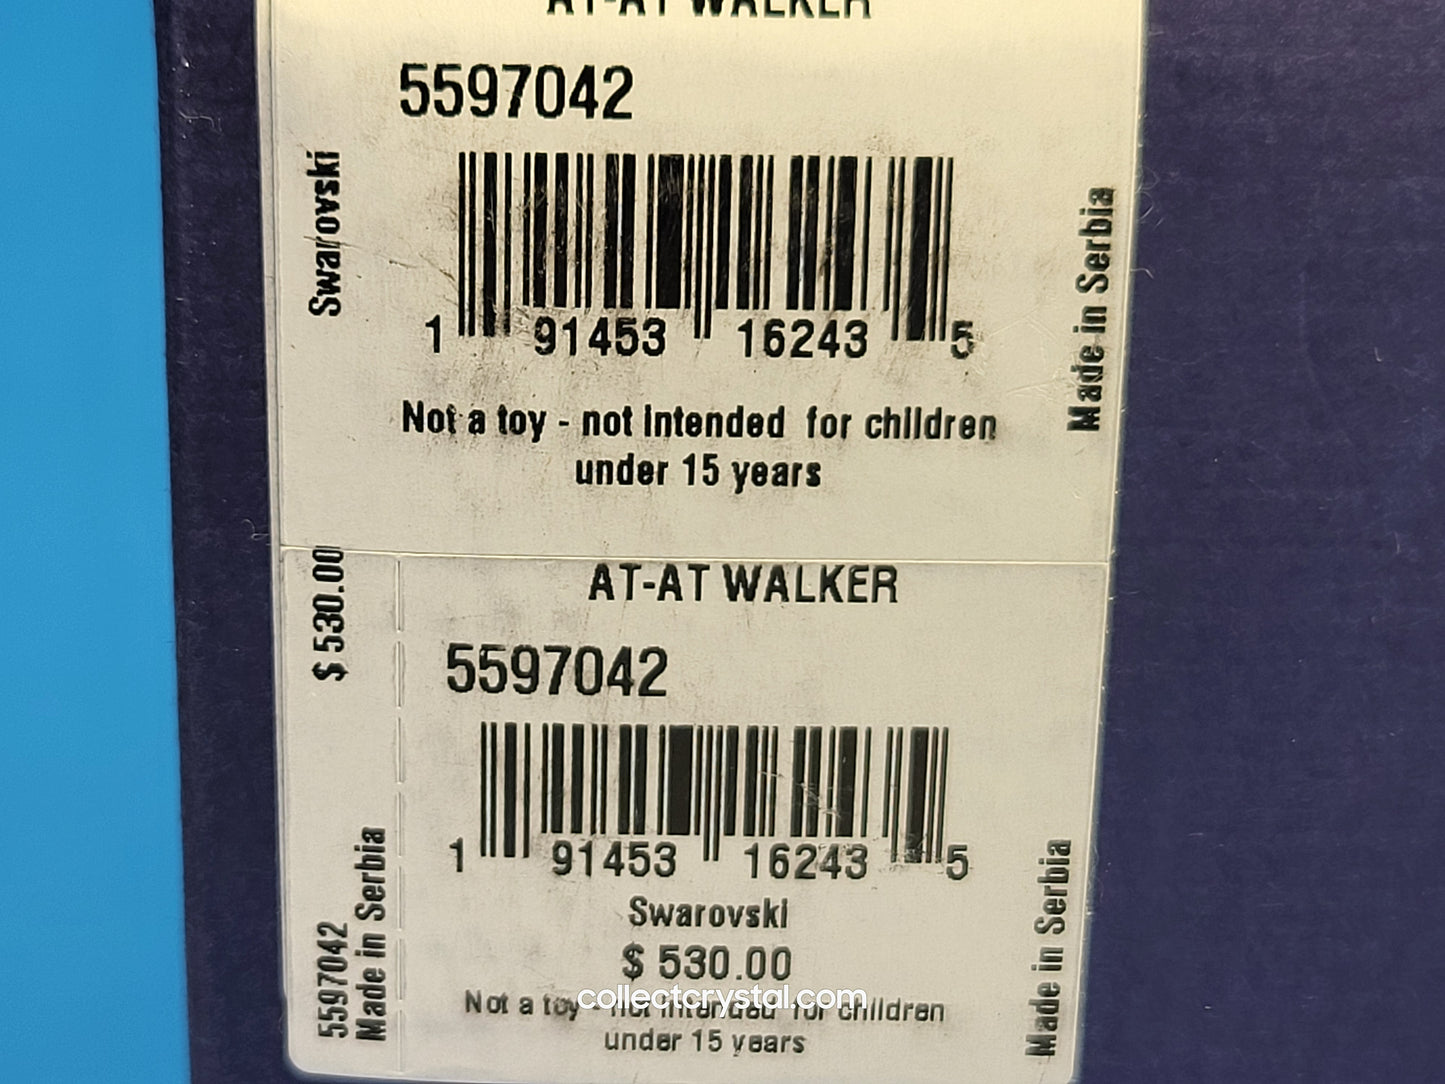 AT-AT WALKER
5597042
Swarovski
1 91453 16243 5
Made in Serbia
Not a toy - not intended for children
under 15 years
$ 530.00
AT-AT WALKER
5597042
1 91453 16243 5
Swarovski
$ 530.00
Not a toy - not intended for children
under 15 years
5597042
Made in Serbia
Made in Serbia
collectcrystal.com